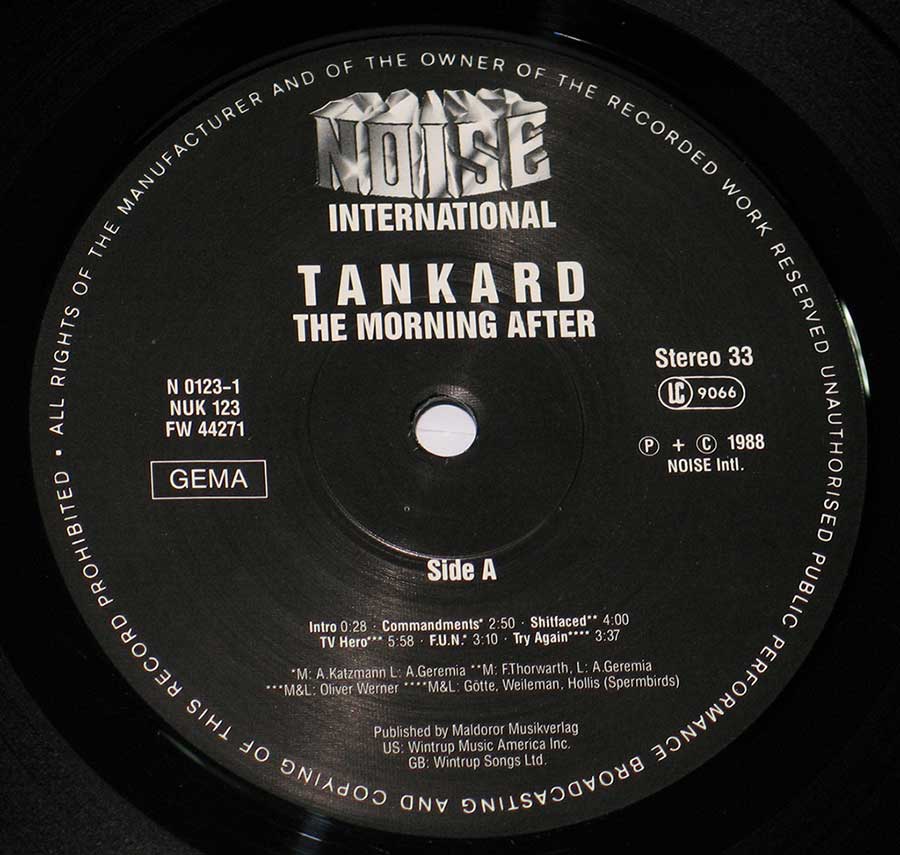 ALL RIGHTS OF THE MANUFACTURER AND OF THE OWNER OF THE RECORDED WORK RESERVED UNAUTHORISED PUBLIC PERFORMANCE BROADCASTING AND COPYING OF THIS RECORD PROHIBITED •
NOISE
INTERNATIONAL
TANKARD
THE MORNING AFTER
N 0123-1
NUK 123
FW 44271
GEMA
Stereo 33
LC 9066
Ⓟ + © 1988
NOISE Intl.
Side A
Intro 0:28 · Commandments* 2:50 · Shitfaced** 4:00
TV Hero*** 5:58 · F.U.N.* 3:10 · Try Again**** 3:37
*M: A.Katzmann L: A.Geremia **M: F.Thorwarth, L: A.Geremia
***M&L: Oliver Werner ****M&L: Götte, Weileman, Hollis (Spermbirds)
Published by Maldoror Musikverlag
US: Wintrup Music America Inc.
GB: Wintrup Songs Ltd.